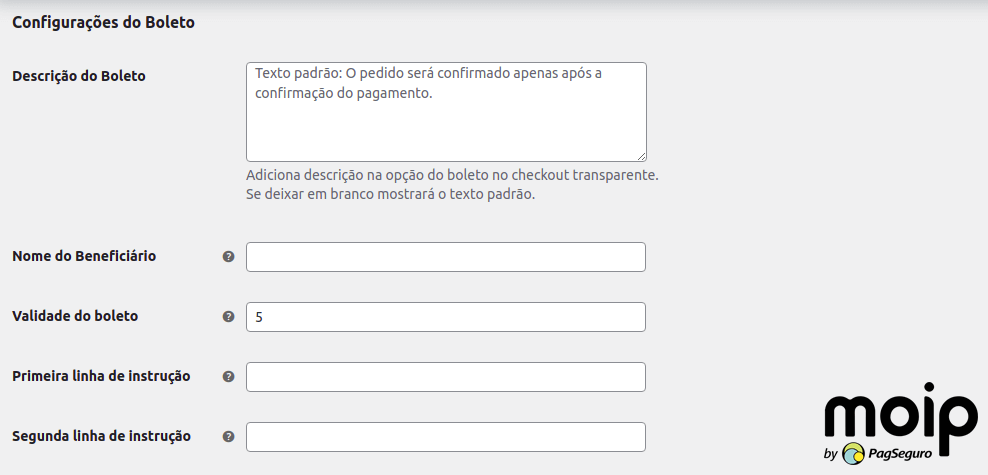 Configurações do Boleto
Descrição do Boleto
Texto padrão: O pedido será confirmado apenas após a
confirmação do pagamento.
Adiciona descrição na opção do boleto no checkout transparente.
Se deixar em branco mostrará o texto padrão.
Nome do Beneficiário ?
Validade do boleto ? 5
Primeira linha de instrução ?
Segunda linha de instrução ?
moip
by PagSeguro